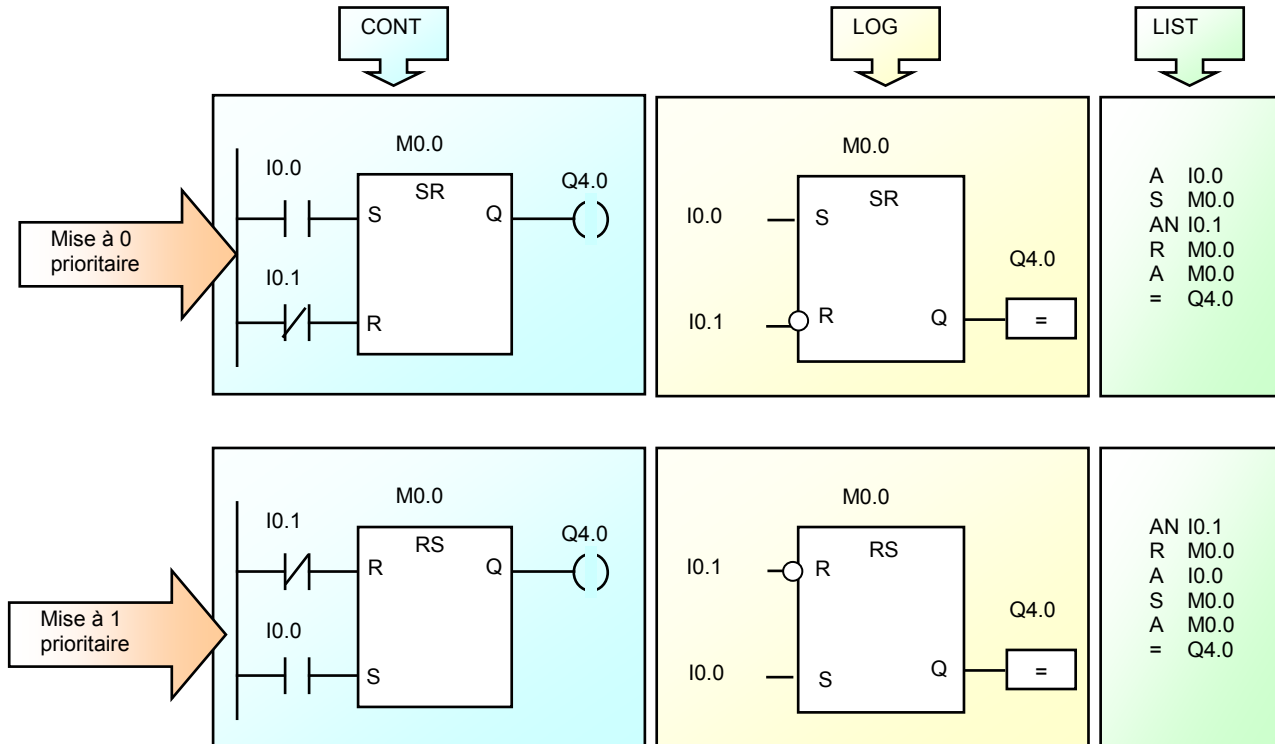 CONT
LOG
LIST
Mise à 0
prioritaire
M0.0
I0.0
SR
Q4.0
S
Q
I0.1
R
M0.0
SR
I0.0
S
Q4.0
I0.1
R
Q
=
A I0.0
S M0.0
AN I0.1
R M0.0
A M0.0
= Q4.0
Mise à 1
prioritaire
M0.0
I0.1
RS
Q4.0
R
Q
I0.0
S
M0.0
RS
I0.1
R
Q4.0
I0.0
S
Q
=
AN I0.1
R M0.0
A I0.0
S M0.0
A M0.0
= Q4.0